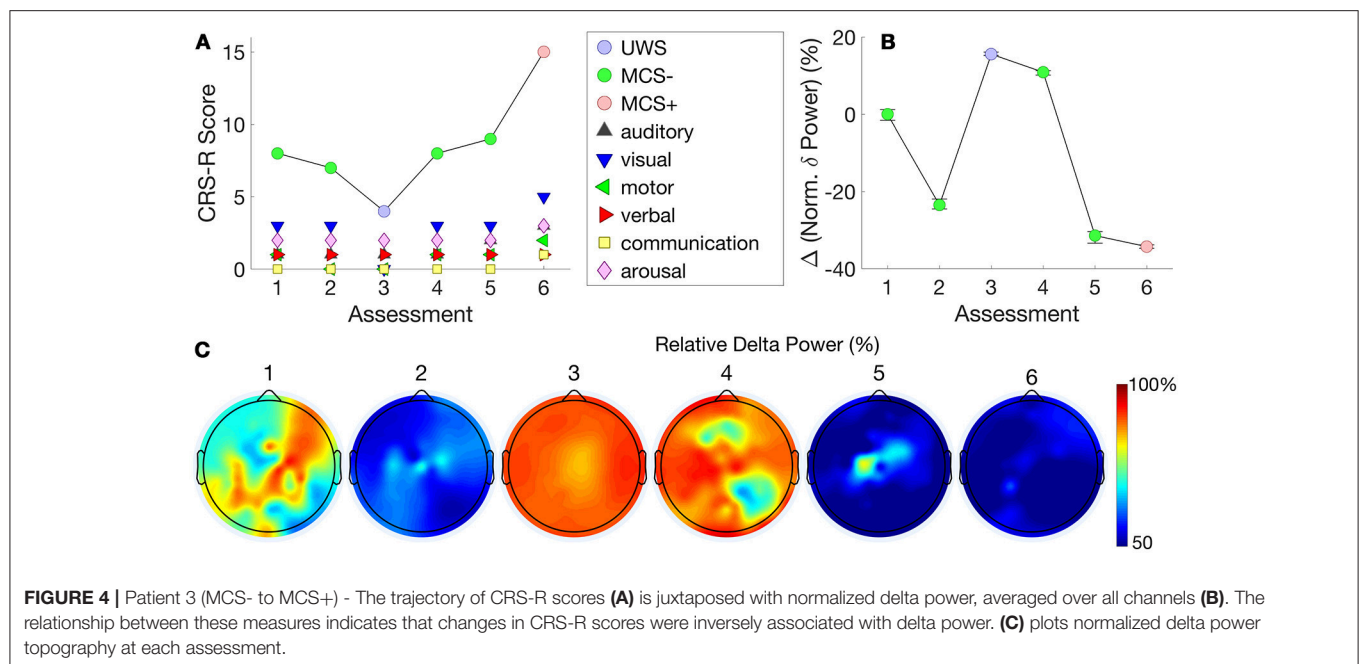 A
15
10
5
0
CRS-R Score
1 2 3 4 5 6
Assessment
UWS
MCS-
MCS+
auditory
visual
motor
verbal
communication
arousal
B
20
0
-20
-40
Δ (Norm. δ Power) (%)
1 2 3 4 5 6
Assessment
C
Relative Delta Power (%)
1 2 3 4 5 6
100%
50
FIGURE 4 | Patient 3 (MCS- to MCS+) - The trajectory of CRS-R scores (A) is juxtaposed with normalized delta power, averaged over all channels (B). The
relationship between these measures indicates that changes in CRS-R scores were inversely associated with delta power. (C) plots normalized delta power
topography at each assessment.